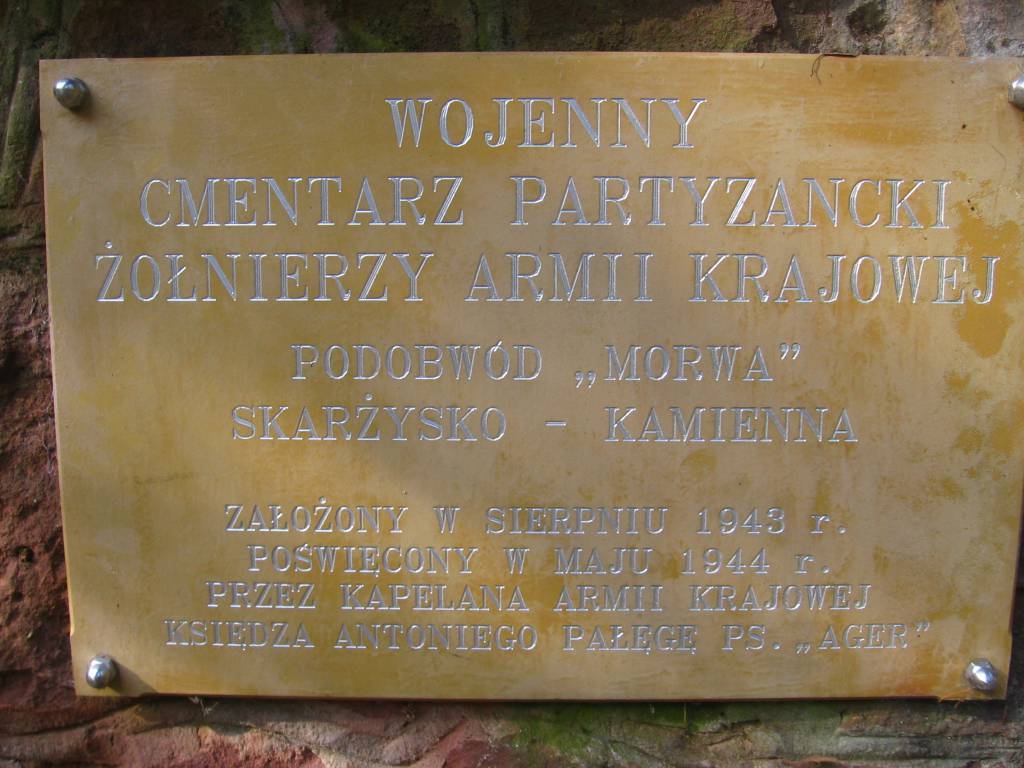 WOJENNY
CMENTARZ PARTYZANCKI
ŻOŁNIERZY ARMII KRAJOWEJ
PODOBWÓD „MORWA”
SKARŻYSKO - KAMIENNA
ZAŁOŻONY W SIERPNIU 1943 r.
POŚWIĘCONY W MAJU 1944 r.
PRZEZ KAPELANA ARMII KRAJOWEJ
KSIĘDZA ANTONIEGO PAŁĘGĘ PS. „AGER”